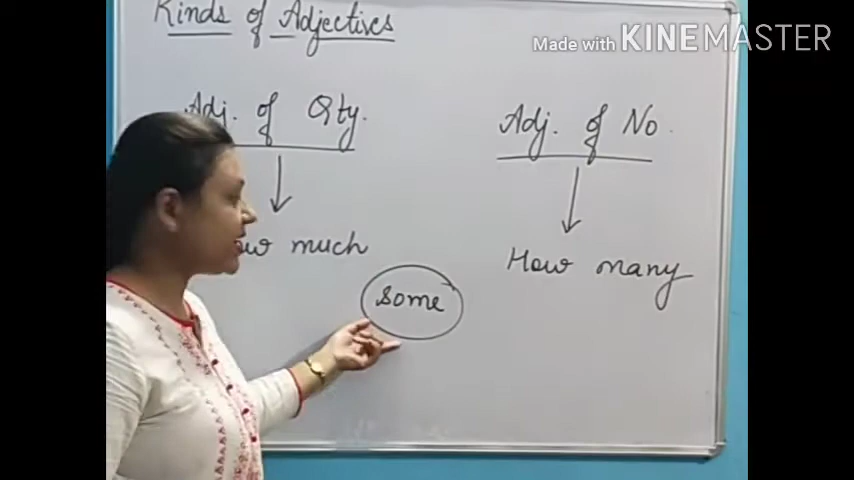 Kinds of Adjectives
Made with KINEMASTER
Adj. of Qty.
Adj. of No.
much
How many
Some